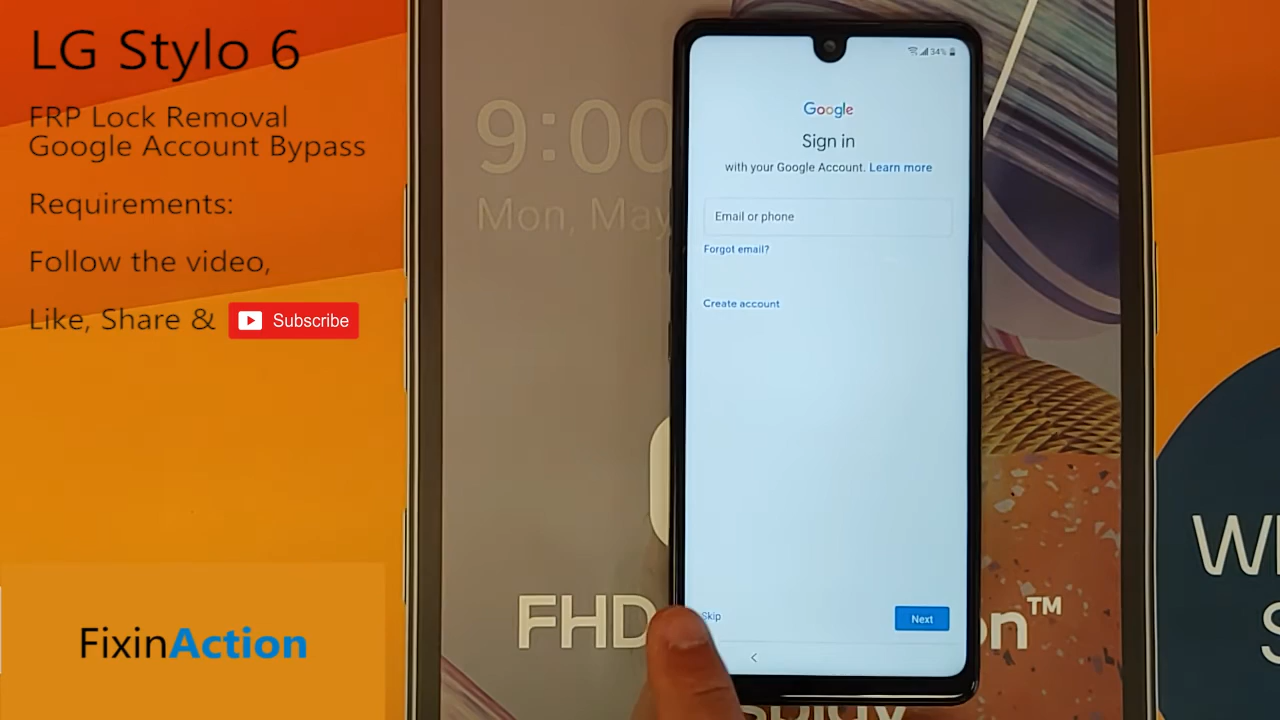 LG Stylo 6
FRP Lock Removal
Google Account Bypass
Requirements:
Follow the video,
Like, Share & Subscribe
FixinAction
9:00
Mon, May
34%
Google
Sign in
with your Google Account. Learn more
Email or phone
Forgot email?
Create account
Skip
Next
FHD
TM